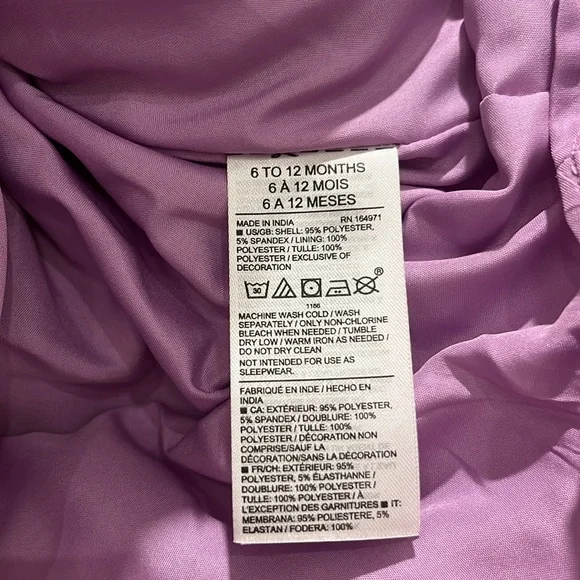 6 TO 12 MONTHS
6 À 12 MOIS
6 A 12 MESES
MADE IN INDIA RN 164971
■ US/GB: SHELL: 95% POLYESTER,
5% SPANDEX / LINING: 100%
POLYESTER / TULLE: 100%
POLYESTER / EXCLUSIVE OF
DECORATION
30 ®
1186
MACHINE WASH COLD / WASH
SEPARATELY / ONLY NON-CHLORINE
BLEACH WHEN NEEDED / TUMBLE
DRY LOW / WARM IRON AS NEEDED /
DO NOT DRY CLEAN
NOT INTENDED FOR USE AS
SLEEPWEAR.
FABRIQUÉ EN INDE / HECHO EN
INDIA
■ CA: EXTÉRIEUR: 95% POLYESTER,
5% SPANDEX / DOUBLURE: 100%
POLYESTER / TULLE: 100%
POLYESTER / DÉCORATION NON
COMPRISE/SAUF LA
DÉCORATION/SIN LA DÉCORATION
■ FR/CH: EXTÉRIEUR: 95%
POLYESTER, 5% ÉLASTHANNE /
DOUBLURE: 100% POLYESTER /
TULLE: 100% POLYESTER / À
L'EXCEPTION DES GARNITURES ■ IT:
MEMBRANA: 95% POLIESTERE, 5%
ELASTAN / FODERA: 100%